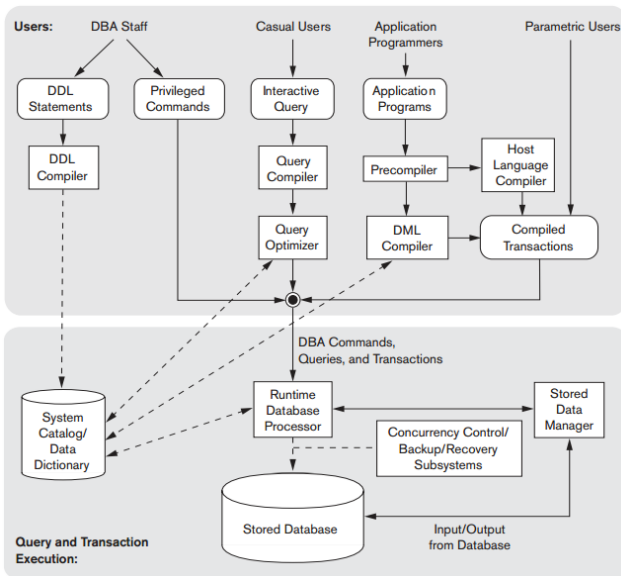 Users:
DBA Staff
Casual Users
Application
Programmers
Parametric Users
DDL
Statements
Privileged
Commands
Interactive
Query
Application
Programs
DDL
Compiler
Query
Compiler
Precompiler
Host
Language
Compiler
Query
Optimizer
DML
Compiler
Compiled
Transactions
DBA Commands,
Queries, and Transactions
System
Catalog/
Data
Dictionary
Runtime
Database
Processor
Stored
Data
Manager
Concurrency Control/
Backup/Recovery
Subsystems
Stored Database
Input/Output
from Database
Query and Transaction
Execution: